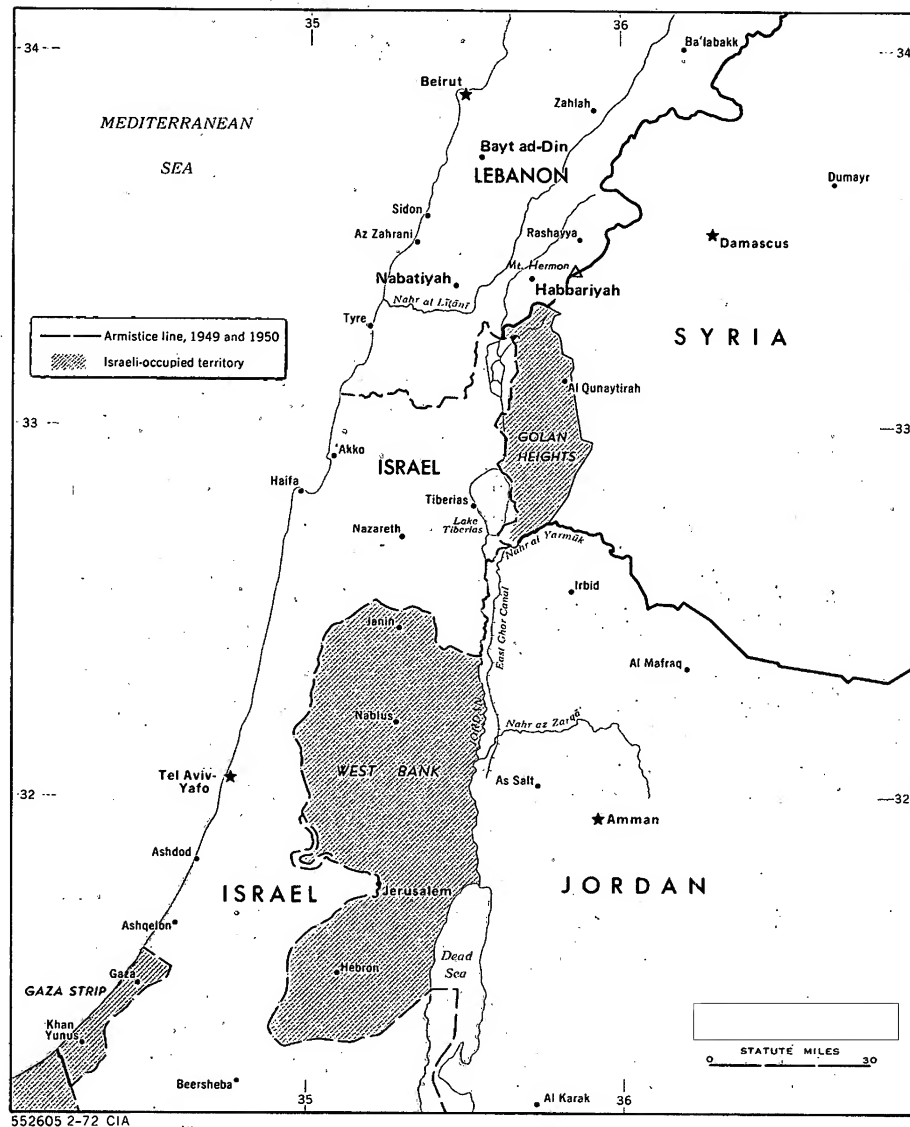 35
36
34
34
Ba'labakk
Beirut
Zahlah
MEDITERRANEAN
SEA
Bayt ad-Din
LEBANON
Dumayr
Sidon
Az Zahrani
Rashayya
Damascus
Mt. Hermon
Nabatiyah
Habbariyah
Nahr al Līṭānī
Tyre
Armistice line, 1949 and 1950
Israeli-occupied territory
SYRIA
Al Qunayṭirah
33
33
GOLAN
HEIGHTS
'Akko
ISRAEL
Haifa
Tiberias
Lake
Tiberias
Nazareth
Nahr al Yarmūk
Irbid
East Ghor Canal
Janin
Al Mafraq
Nablus
JORDAN
Nahr az Zarqā'
WEST BANK
Tel Aviv-
Yafo
As Salt
32
32
Amman
Ashdod
ISRAEL
Jerusalem
JORDAN
Ashqelon
Dead
Sea
Hebron
Gaza
GAZA STRIP
Khan
Yunus
STATUTE MILES
0 30
Beersheba
Al Karak
35
36
552605 2-72 CIA